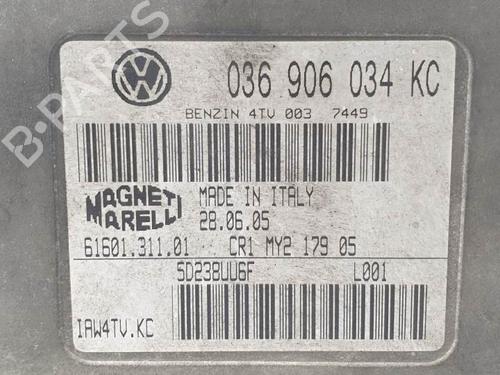 036 906 034 KC
BENZIN 4TV 003 7449
MAGNETI MARELLI
MADE IN ITALY
28.06.05
61601.311.01 CR1 MY2 179 05
5D238UU6F L001
IAW4TV.KC
B-PARTS